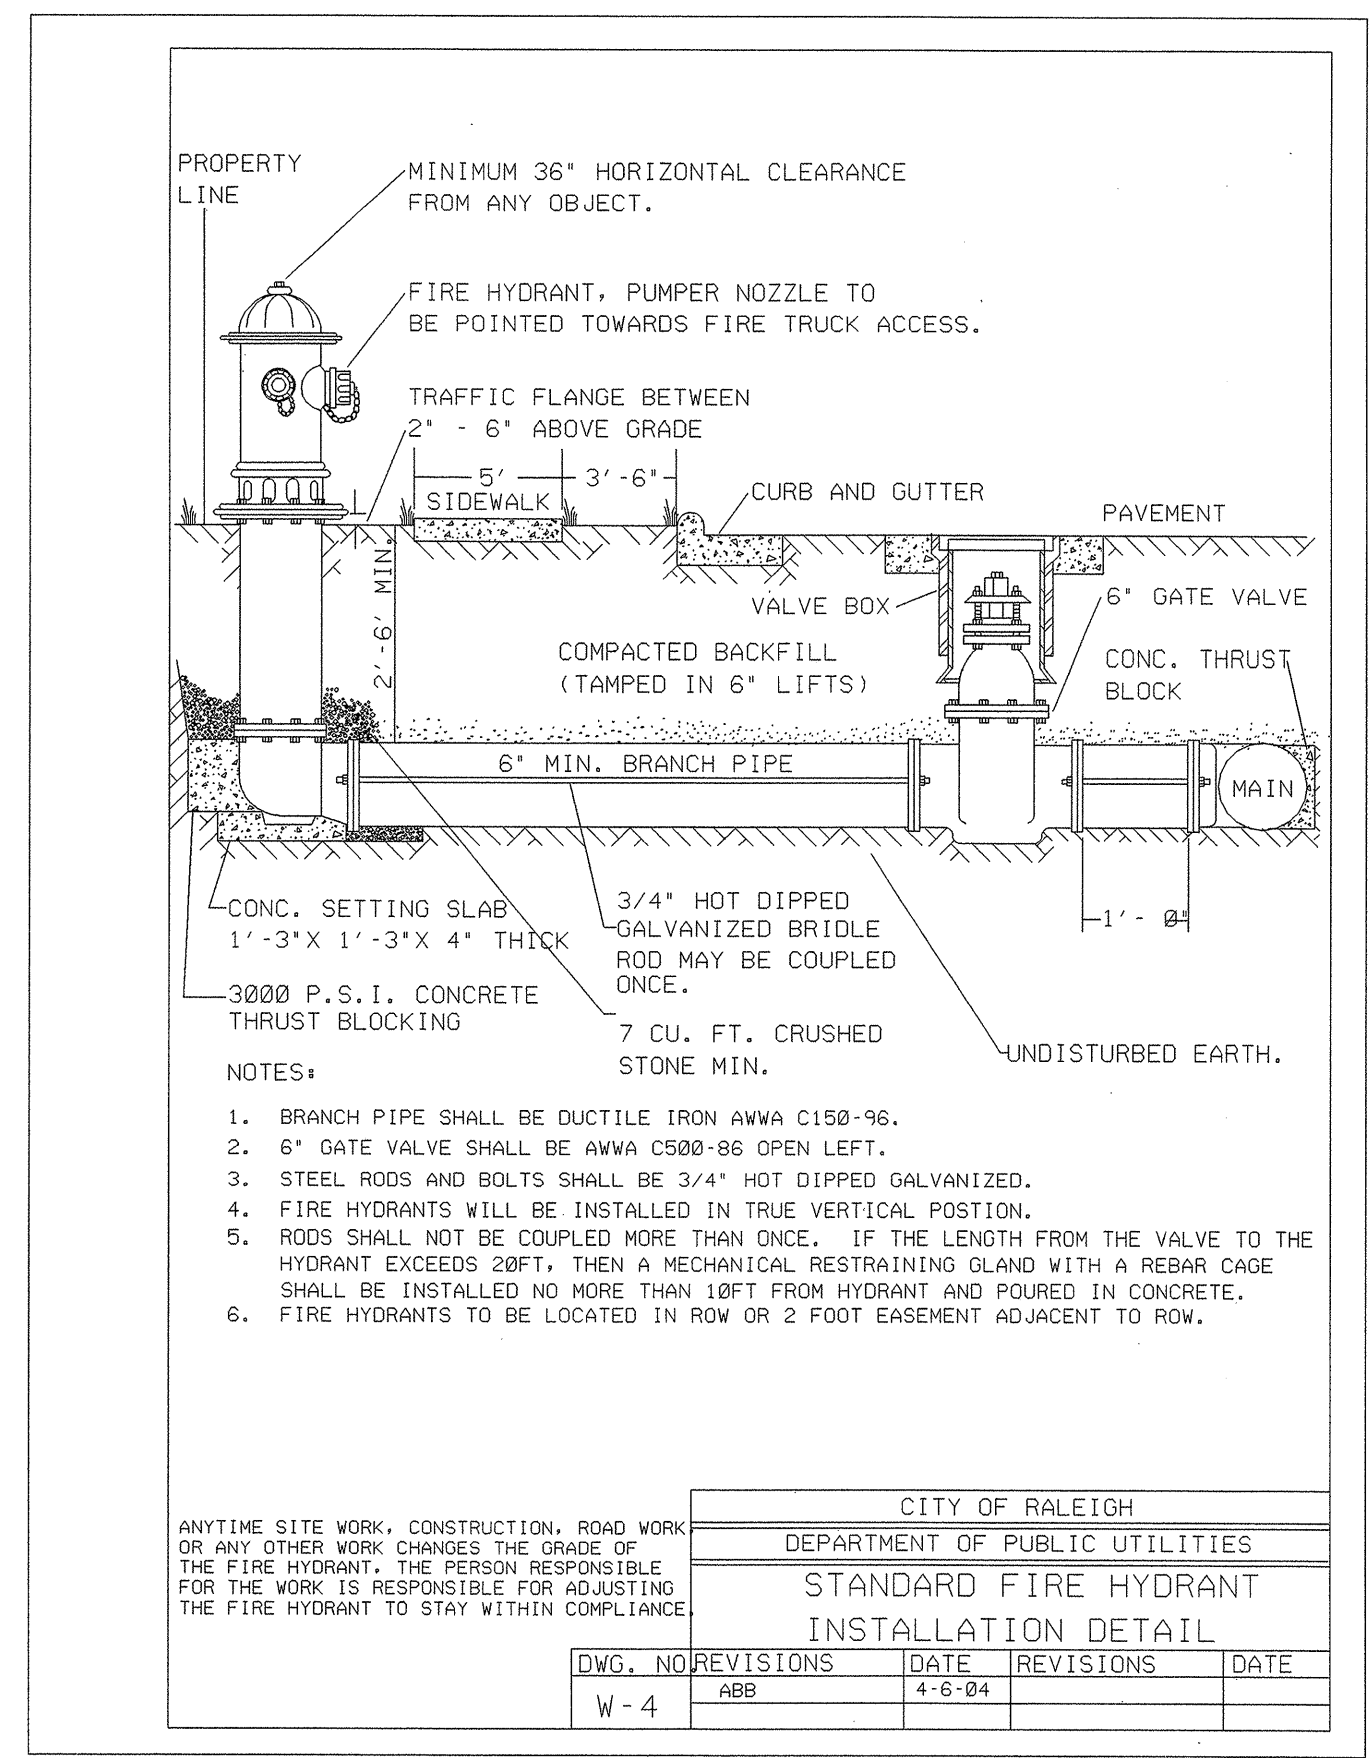 PROPERTY
LINE
MINIMUM 36" HORIZONTAL CLEARANCE
FROM ANY OBJECT.
FIRE HYDRANT, PUMPER NOZZLE TO
BE POINTED TOWARDS FIRE TRUCK ACCESS.
TRAFFIC FLANGE BETWEEN
2" - 6" ABOVE GRADE
5'
3'-6"
SIDEWALK
CURB AND GUTTER
PAVEMENT
2'-6' MIN.
VALVE BOX
6" GATE VALVE
COMPACTED BACKFILL
(TAMPED IN 6" LIFTS)
CONC. THRUST
BLOCK
6" MIN. BRANCH PIPE
MAIN
CONC. SETTING SLAB
1'-3"X 1'-3"X 4" THICK
3/4" HOT DIPPED
GALVANIZED BRIDLE
ROD MAY BE COUPLED
ONCE.
1'- 0"
3000 P.S.I. CONCRETE
THRUST BLOCKING
7 CU. FT. CRUSHED
STONE MIN.
UNDISTURBED EARTH.
NOTES:
1. BRANCH PIPE SHALL BE DUCTILE IRON AWWA C150-96.
2. 6" GATE VALVE SHALL BE AWWA C500-86 OPEN LEFT.
3. STEEL RODS AND BOLTS SHALL BE 3/4" HOT DIPPED GALVANIZED.
4. FIRE HYDRANTS WILL BE INSTALLED IN TRUE VERTICAL POSTION.
5. RODS SHALL NOT BE COUPLED MORE THAN ONCE. IF THE LENGTH FROM THE VALVE TO THE
HYDRANT EXCEEDS 20FT, THEN A MECHANICAL RESTRAINING GLAND WITH A REBAR CAGE
SHALL BE INSTALLED NO MORE THAN 10FT FROM HYDRANT AND POURED IN CONCRETE.
6. FIRE HYDRANTS TO BE LOCATED IN ROW OR 2 FOOT EASEMENT ADJACENT TO ROW.
ANYTIME SITE WORK, CONSTRUCTION, ROAD WORK
OR ANY OTHER WORK CHANGES THE GRADE OF
THE FIRE HYDRANT. THE PERSON RESPONSIBLE
FOR THE WORK IS RESPONSIBLE FOR ADJUSTING
THE FIRE HYDRANT TO STAY WITHIN COMPLIANCE.
CITY OF RALEIGH
DEPARTMENT OF PUBLIC UTILITIES
STANDARD FIRE HYDRANT
INSTALLATION DETAIL
DWG. NO REVISIONS DATE REVISIONS DATE
W-4 ABB 4-6-04